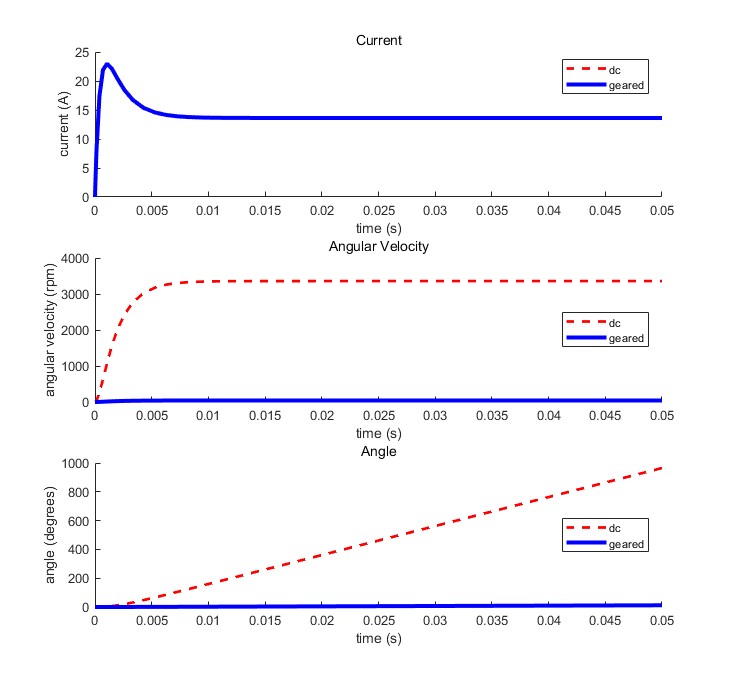 Current
25
20
15
10
5
0
current (A)
dc
geared
0 0.005 0.01 0.015 0.02 0.025 0.03 0.035 0.04 0.045 0.05
time (s)
Angular Velocity
4000
3000
2000
1000
0
angular velocity (rpm)
dc
geared
0 0.005 0.01 0.015 0.02 0.025 0.03 0.035 0.04 0.045 0.05
time (s)
Angle
1000
800
600
400
200
0
angle (degrees)
dc
geared
0 0.005 0.01 0.015 0.02 0.025 0.03 0.035 0.04 0.045 0.05
time (s)